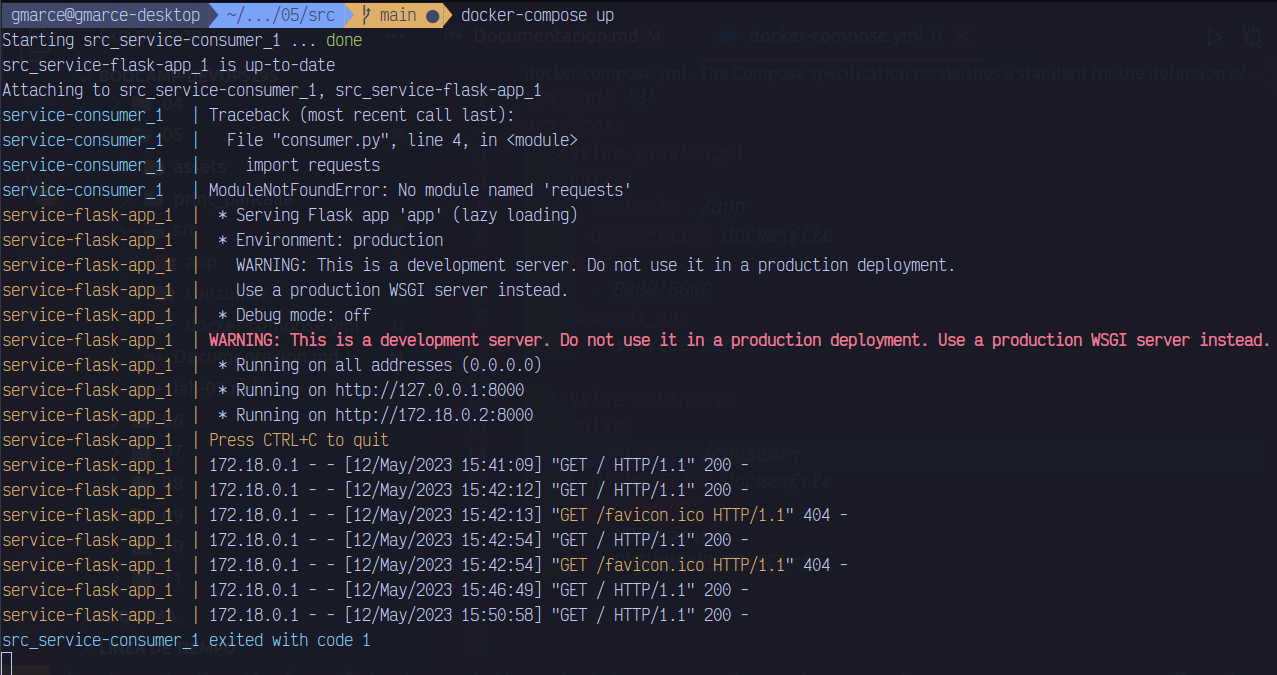 gmarce@gmarce-desktop ~/.../05/src main ● docker-compose up
Starting src_service-consumer_1 ... done
src_service-flask-app_1 is up-to-date
Attaching to src_service-consumer_1, src_service-flask-app_1
service-consumer_1 | Traceback (most recent call last):
service-consumer_1 | File "consumer.py", line 4, in <module>
service-consumer_1 | import requests
service-consumer_1 | ModuleNotFoundError: No module named 'requests'
service-flask-app_1 | * Serving Flask app 'app' (lazy loading)
service-flask-app_1 | * Environment: production
service-flask-app_1 | WARNING: This is a development server. Do not use it in a production deployment.
service-flask-app_1 | Use a production WSGI server instead.
service-flask-app_1 | * Debug mode: off
service-flask-app_1 | WARNING: This is a development server. Do not use it in a production deployment. Use a production WSGI server instead.
service-flask-app_1 | * Running on all addresses (0.0.0.0)
service-flask-app_1 | * Running on http://127.0.0.1:8000
service-flask-app_1 | * Running on http://172.18.0.2:8000
service-flask-app_1 | Press CTRL+C to quit
service-flask-app_1 | 172.18.0.1 - - [12/May/2023 15:41:09] "GET / HTTP/1.1" 200 -
service-flask-app_1 | 172.18.0.1 - - [12/May/2023 15:42:12] "GET / HTTP/1.1" 200 -
service-flask-app_1 | 172.18.0.1 - - [12/May/2023 15:42:13] "GET /favicon.ico HTTP/1.1" 404 -
service-flask-app_1 | 172.18.0.1 - - [12/May/2023 15:42:54] "GET / HTTP/1.1" 200 -
service-flask-app_1 | 172.18.0.1 - - [12/May/2023 15:42:54] "GET /favicon.ico HTTP/1.1" 404 -
service-flask-app_1 | 172.18.0.1 - - [12/May/2023 15:46:49] "GET / HTTP/1.1" 200 -
service-flask-app_1 | 172.18.0.1 - - [12/May/2023 15:50:58] "GET / HTTP/1.1" 200 -
src_service-consumer_1 exited with code 1